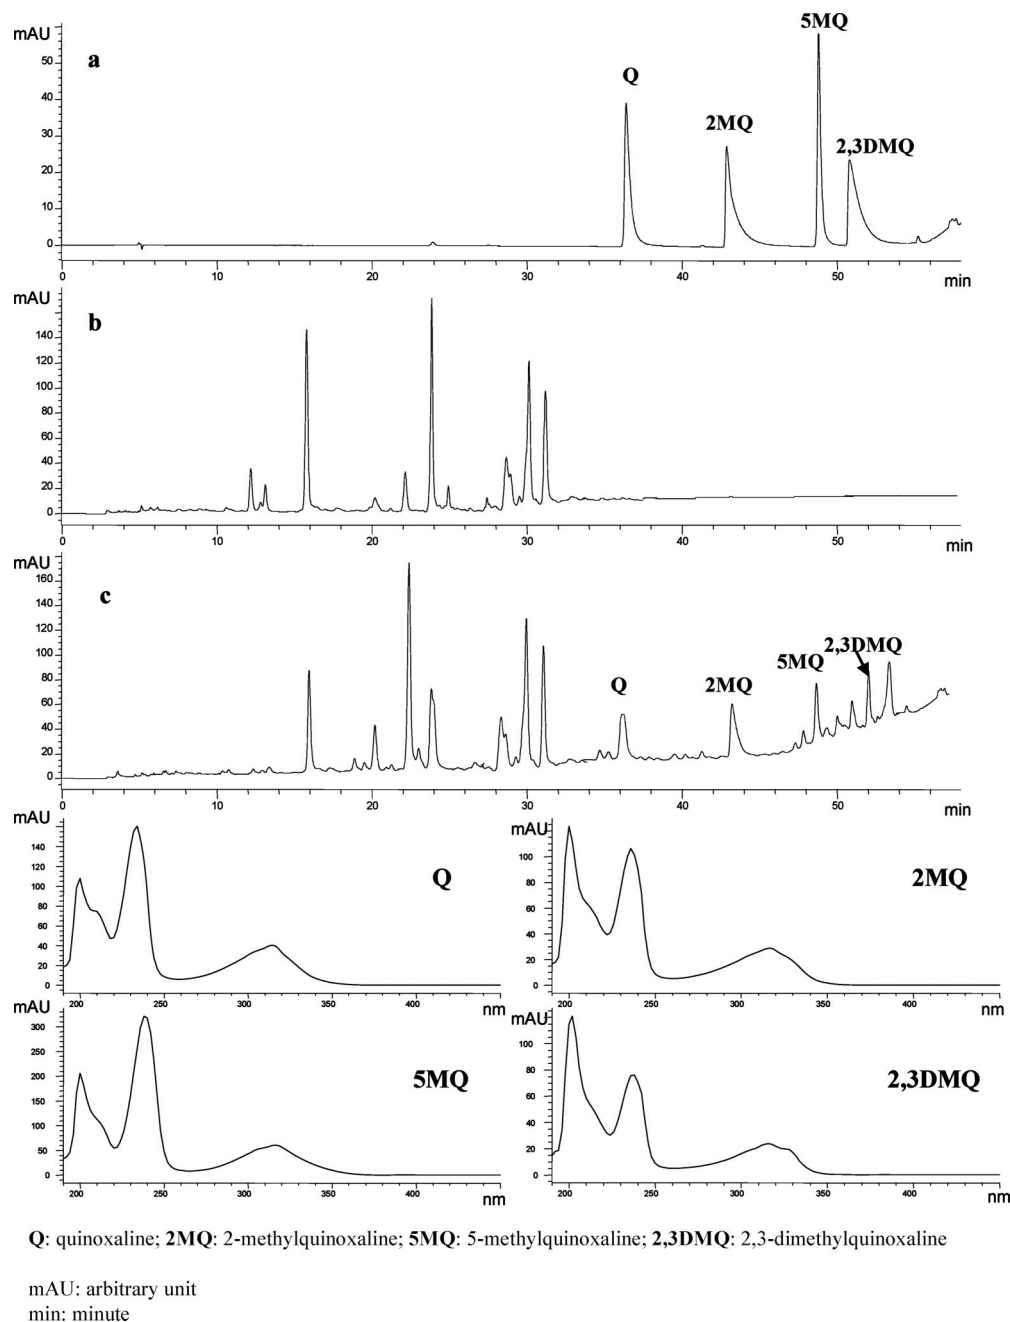 mAU
a
50
40
30
20
10
0
Q
2MQ
5MQ
2,3DMQ
0 10 20 30 40 50 min
mAU
b
140
120
100
80
60
40
20
0
0 10 20 30 40 50 min
mAU
c
160
140
120
100
80
60
40
20
0
Q
2MQ
5MQ
2,3DMQ
0 10 20 30 40 50 min
mAU
140
120
100
80
60
40
20
0
Q
200 250 300 350 400 nm
mAU
100
80
60
40
20
0
2MQ
200 250 300 350 400 nm
mAU
300
250
200
150
100
50
0
5MQ
200 250 300 350 400 nm
mAU
100
80
60
40
20
0
2,3DMQ
200 250 300 350 400 nm
Q: quinoxaline; 2MQ: 2-methylquinoxaline; 5MQ: 5-methylquinoxaline; 2,3DMQ: 2,3-dimethylquinoxaline
mAU: arbitrary unit
min: minute